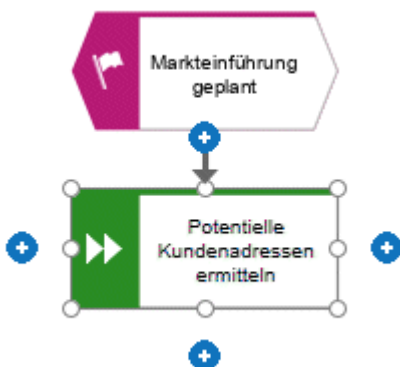 Markteinführung
geplant
Potentielle
Kundenadressen
ermitteln